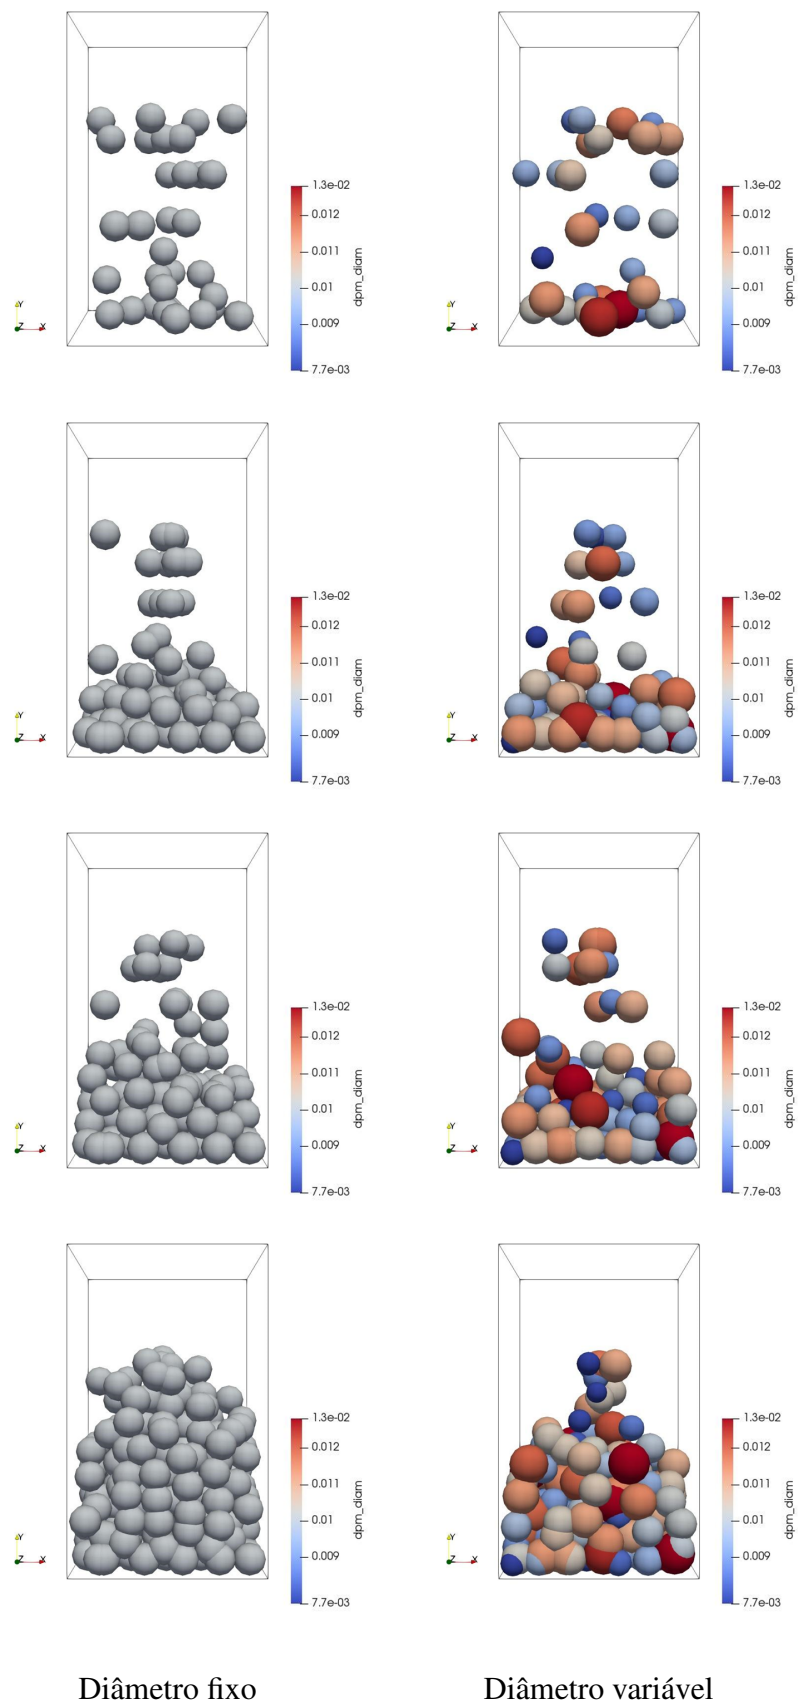 1.3e-02
0.012
0.011
0.01
0.009
7.7e-03
dpm_diam
Y
Z
X
1.3e-02
0.012
0.011
0.01
0.009
7.7e-03
dpm_diam
Y
Z
X
1.3e-02
0.012
0.011
0.01
0.009
7.7e-03
dpm_diam
Y
Z
X
1.3e-02
0.012
0.011
0.01
0.009
7.7e-03
dpm_diam
Y
Z
X
1.3e-02
0.012
0.011
0.01
0.009
7.7e-03
dpm_diam
Y
Z
X
1.3e-02
0.012
0.011
0.01
0.009
7.7e-03
dpm_diam
Y
Z
X
1.3e-02
0.012
0.011
0.01
0.009
7.7e-03
dpm_diam
Y
Z
X
1.3e-02
0.012
0.011
0.01
0.009
7.7e-03
dpm_diam
Y
Z
X
Diâmetro fixo
Diâmetro variável